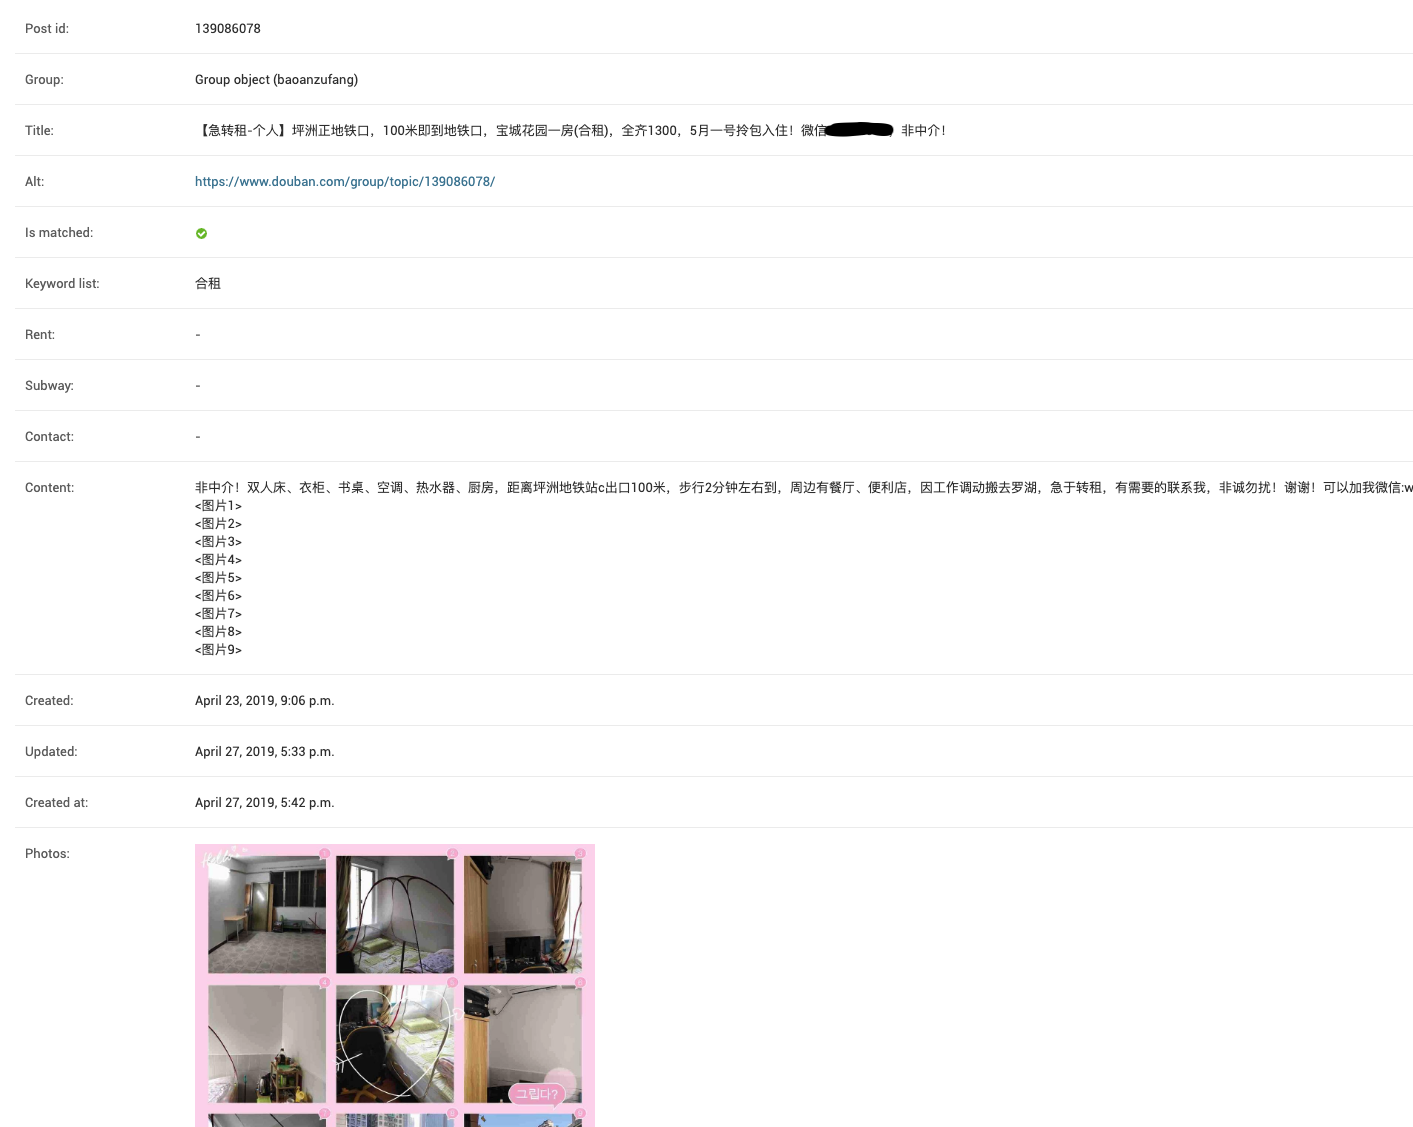 Post id: 139086078
Group: Group object (baoanzufang)
Title: 【急转租-个人】坪洲正地铁口，100米即到地铁口，宝城花园一房(合租)，全齐1300，5月一号拎包入住！微信，非中介！
Alt: https://www.douban.com/group/topic/139086078/
Is matched:
Keyword list: 合租
Rent: -
Subway: -
Contact: -
Content: 非中介！双人床、衣柜、书桌、空调、热水器、厨房，距离坪洲地铁站c出口100米，步行2分钟左右到，周边有餐厅、便利店，因工作调动搬去罗湖，急于转租，有需要的联系我，非诚勿扰！谢谢！可以加我微信:w
<图片1>
<图片2>
<图片3>
<图片4>
<图片5>
<图片6>
<图片7>
<图片8>
<图片9>
Created: April 23, 2019, 9:06 p.m.
Updated: April 27, 2019, 5:33 p.m.
Created at: April 27, 2019, 5:42 p.m.
Photos:
1 2 3
4 5 6
그립다?
7 8 9